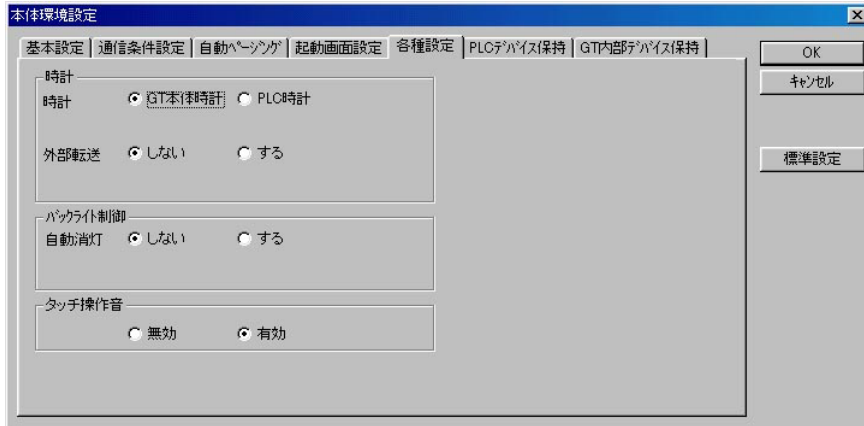 本体環境設定
基本設定 通信条件設定 自動ページング 起動画面設定 各種設定 PLCデバイス保持 GT内部デバイス保持
OK
キャンセル
標準設定
時計
時計 GT本体時計 PLC時計
外部転送 しない する
バックライト制御
自動消灯 しない する
タッチ操作音
無効 有効